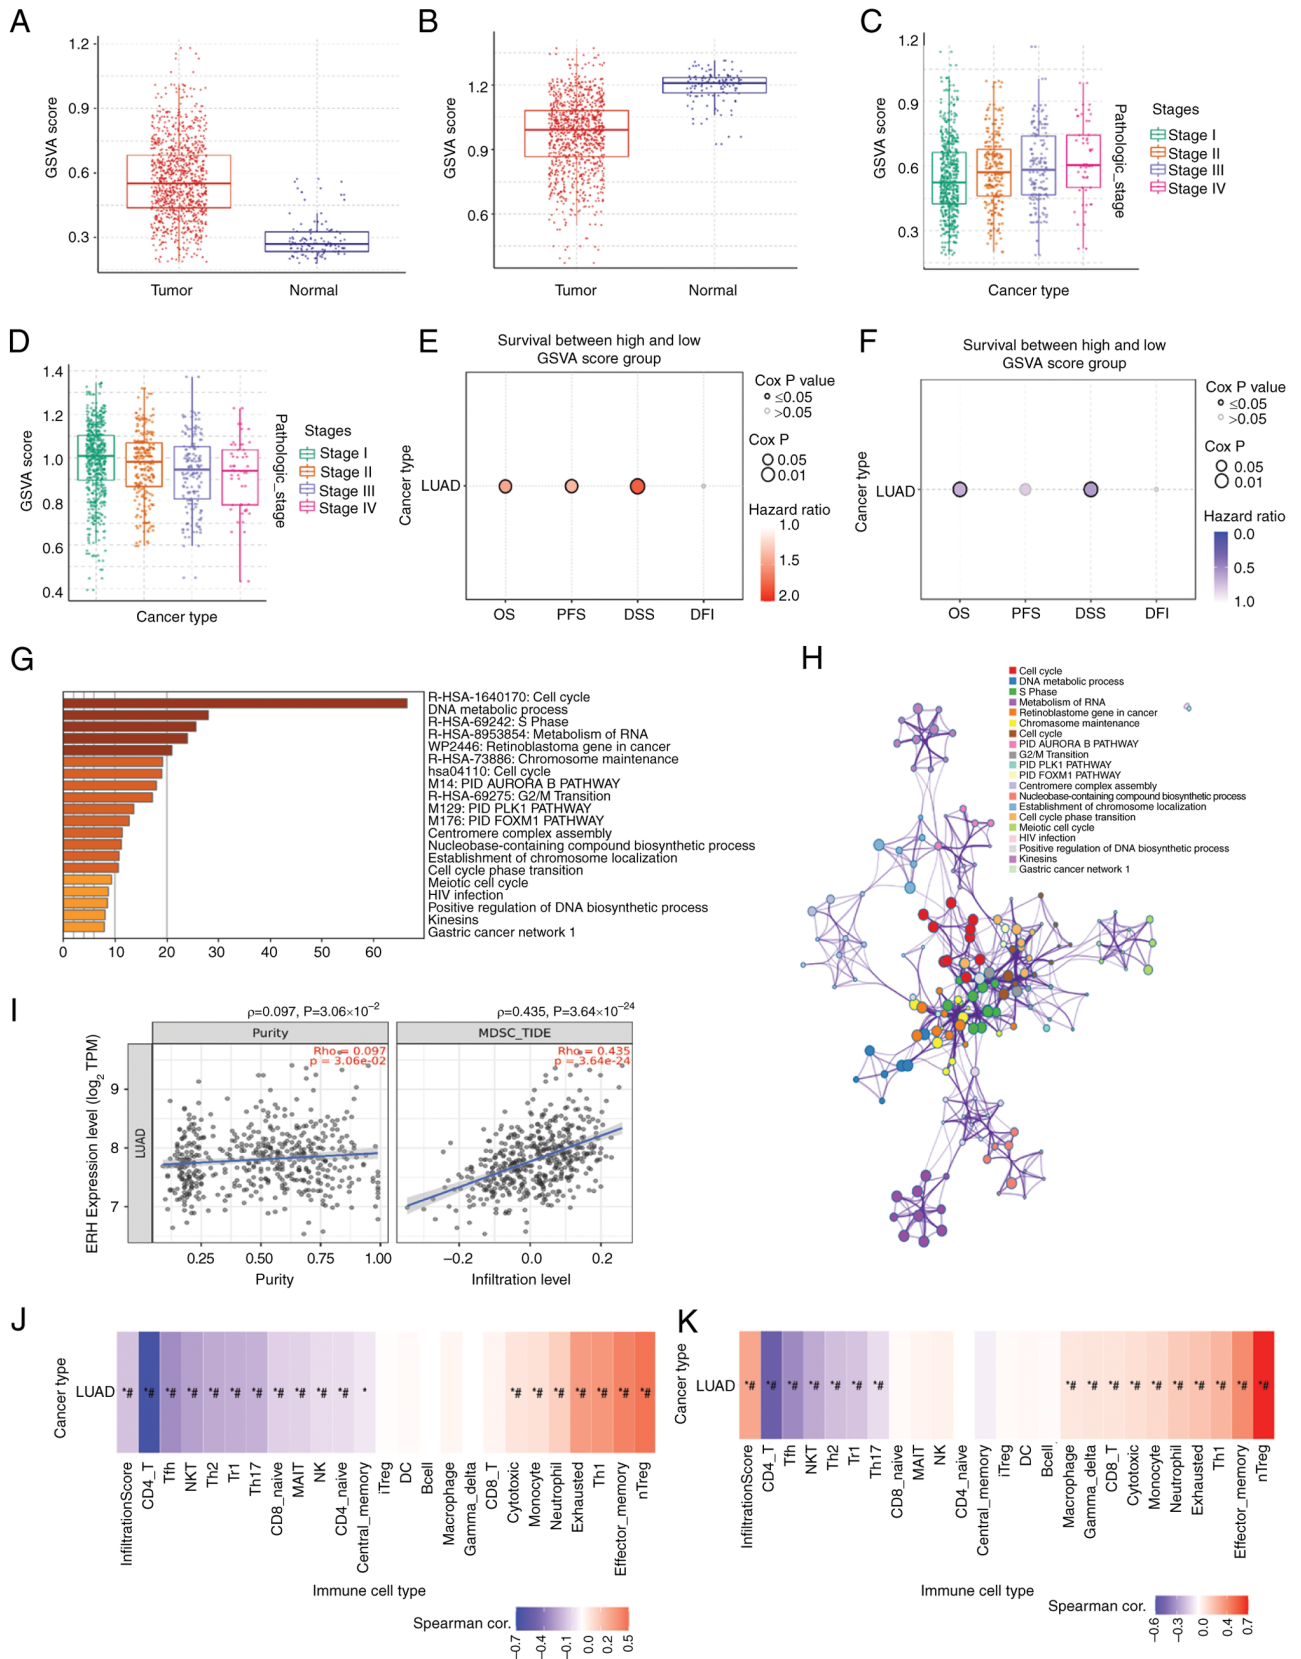 A
GSVA score
1.2
0.9
0.6
0.3
Tumor
Normal
B
GSVA score
1.2
0.9
0.6
Tumor
Normal
C
GSVA score
1.2
0.9
0.6
0.3
Cancer type
Pathologic_stage
Stages
Stage I
Stage II
Stage III
Stage IV
D
GSVA score
1.4
1.2
1.0
0.8
0.6
0.4
Cancer type
Pathologic_stage
Stages
Stage I
Stage II
Stage III
Stage IV
E
Survival between high and low
GSVA score group
Cancer type
LUAD
OS PFS DSS DFI
Cox P value
≤0.05
>0.05
Cox P
0.05
0.01
Hazard ratio
1.0
1.5
2.0
F
Survival between high and low
GSVA score group
Cancer type
LUAD
OS PFS DSS DFI
Cox P value
≤0.05
>0.05
Cox P
0.05
0.01
Hazard ratio
0.0
0.5
1.0
G
R-HSA-1640170: Cell cycle
DNA metabolic process
R-HSA-69242: S Phase
R-HSA-8953854: Metabolism of RNA
WP2446: Retinoblastoma gene in cancer
R-HSA-73886: Chromosome maintenance
hsa04110: Cell cycle
M14: PID AURORA B PATHWAY
R-HSA-69275: G2/M Transition
M129: PID PLK1 PATHWAY
M176: PID FOXM1 PATHWAY
Centromere complex assembly
Nucleobase-containing compound biosynthetic process
Establishment of chromosome localization
Cell cycle phase transition
Meiotic cell cycle
HIV infection
Positive regulation of DNA biosynthetic process
Kinesins
Gastric cancer network 1
0 10 20 30 40 50 60
H
Cell cycle
DNA metabolic process
S Phase
Metabolism of RNA
Retinoblastome gene in cancer
Chromasome maintenance
Cell cycle
PID AURORA B PATHWAY
G2/M Transition
PID PLK1 PATHWAY
PID FOXM1 PATHWAY
Centromere complex assembly
Nucleobase-containing compound biosynthetic process
Establishment of chromosome localization
Cell cycle phase transition
Meiotic cell cycle
HIV infection
Positive regulation of DNA biosynthetic process
Kinesins
Gastric cancer network 1
I
ρ=0.097, P=3.06×10⁻²
ρ=0.435, P=3.64×10⁻²⁴
Purity
MDSC_TIDE
Rho = 0.097
p = 3.06e-02
Rho = 0.435
p = 3.64e-24
ERH Expression level (log₂ TPM)
LUAD
9
8
7
0.25 0.50 0.75 1.00
−0.2 0.0 0.2
Purity
Infiltration level
J
Cancer type
LUAD
*# *# *# *# *# *# *# *# *# *# *# * *# *# *# *# *# *# *#
InfiltrationScore
CD4_T
Tfh
NKT
Th2
Tr1
Th17
CD8_naive
MAIT
NK
CD4_naive
Central_memory
iTreg
DC
Bcell
Macrophage
Gamma_delta
CD8_T
Cytotoxic
Monocyte
Neutrophil
Exhausted
Th1
Effector_memory
nTreg
Immune cell type
Spearman cor.
−0.7 −0.4 −0.1 0.0 0.2 0.5
K
Cancer type
LUAD
*# *# *# *# *# *# *# *# *# *# *# *# *# *# *# *# *#
InfiltrationScore
CD4_T
Tfh
NKT
Th2
Tr1
Th17
CD8_naive
MAIT
NK
CD4_naive
Central_memory
iTreg
DC
Bcell
Macrophage
Gamma_delta
CD8_T
Cytotoxic
Monocyte
Neutrophil
Exhausted
Th1
Effector_memory
nTreg
Immune cell type
Spearman cor.
−0.6 −0.3 0.0 0.4 0.7